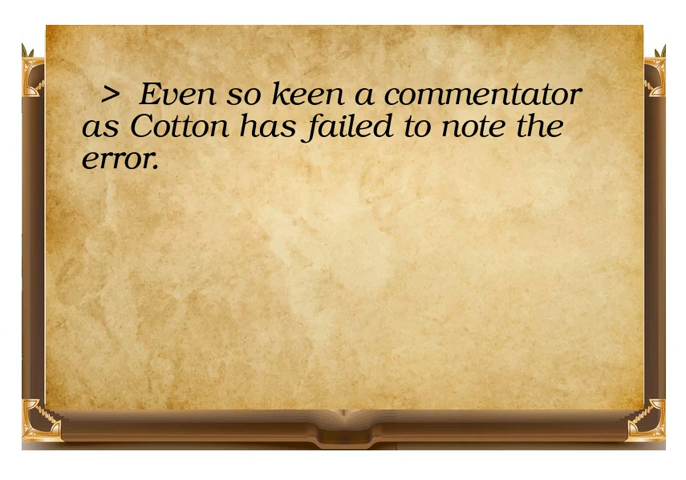 > Even so keen a commentator
as Cotton has failed to note the
error.